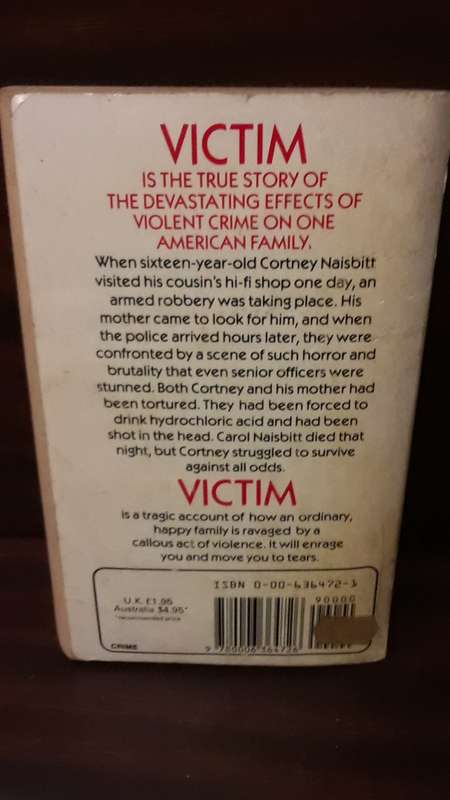 VICTIM
IS THE TRUE STORY OF
THE DEVASTATING EFFECTS OF
VIOLENT CRIME ON ONE
AMERICAN FAMILY.
When sixteen-year-old Cortney Naisbitt
visited his cousin's hi-fi shop one day, an
armed robbery was taking place. His
mother came to look for him, and when
the police arrived hours later, they were
confronted by a scene of such horror and
brutality that even senior officers were
stunned. Both Cortney and his mother had
been tortured. They had been forced to
drink hydrochloric acid and had been
shot in the head. Carol Naisbitt died that
night, but Cortney struggled to survive
against all odds.
VICTIM
is a tragic account of how an ordinary,
happy family is ravaged by a
callous act of violence. It will enrage
you and move you to tears.
ISBN 0-00-636472-3
U.K. £1.95
Australia $4.95*
*recommended price
90000
CRIME
9 780006 364726